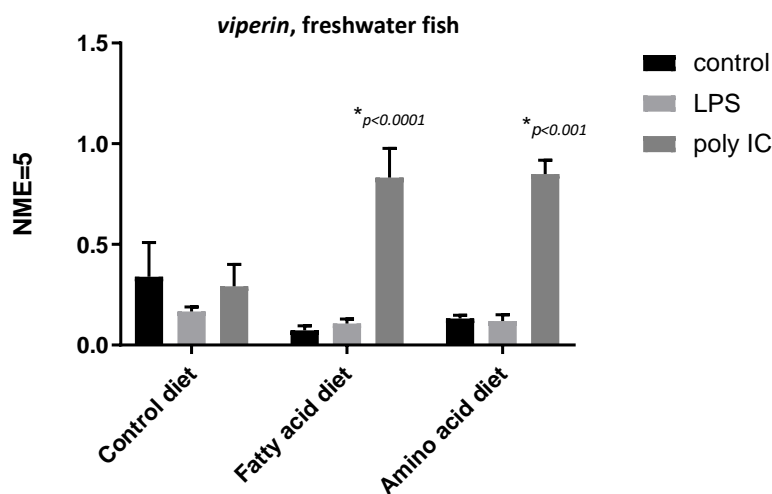 viperin, freshwater fish
NME=5
1.5
1.0
0.5
0.0
*p<0.0001
*p<0.001
control
LPS
poly IC
Control diet
Fatty acid diet
Amino acid diet